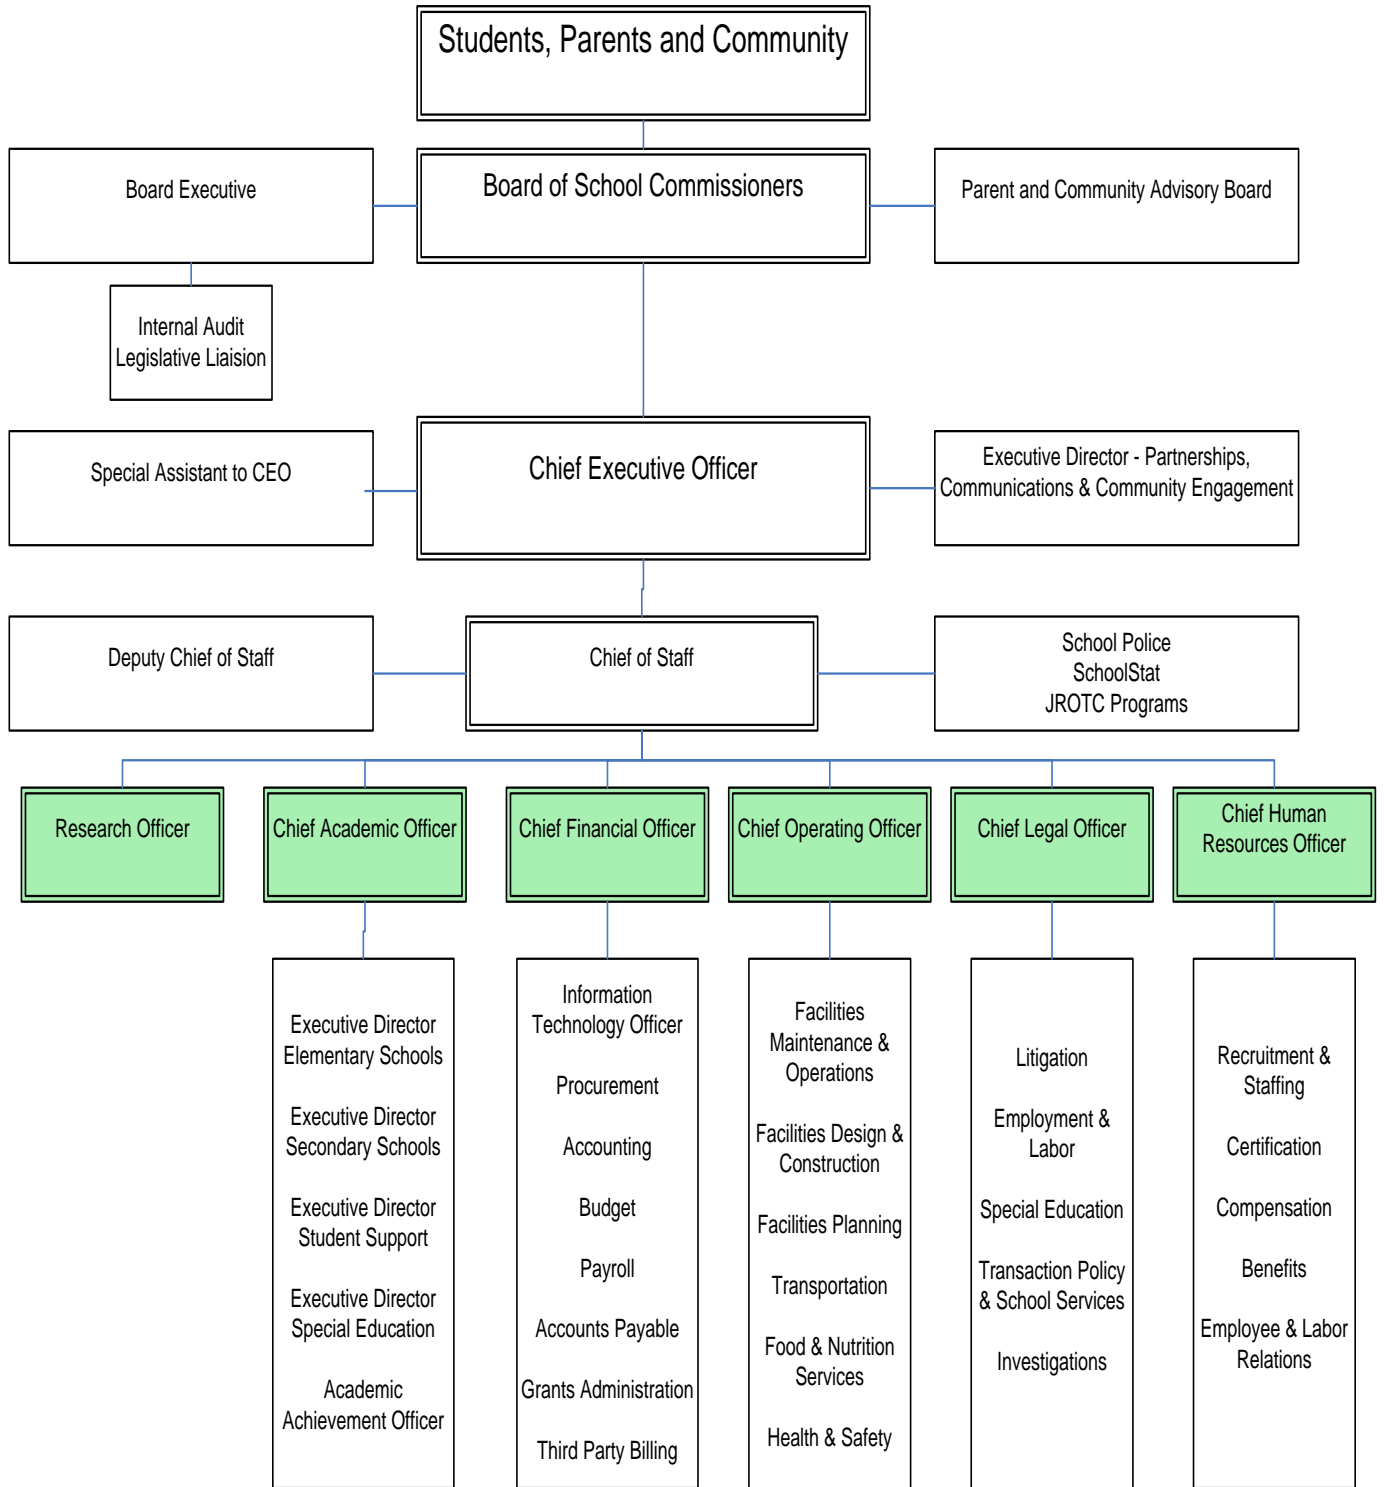 Students, Parents and Community
Board Executive
Board of School Commissioners
Parent and Community Advisory Board
Internal Audit
Legislative Liaision
Special Assistant to CEO
Chief Executive Officer
Executive Director - Partnerships,
Communications & Community Engagement
Deputy Chief of Staff
Chief of Staff
School Police
SchoolStat
JROTC Programs
Research Officer
Chief Academic Officer
Chief Financial Officer
Chief Operating Officer
Chief Legal Officer
Chief Human
Resources Officer
Executive Director
Elementary Schools
Executive Director
Secondary Schools
Executive Director
Student Support
Executive Director
Special Education
Academic
Achievement Officer
Information
Technology Officer
Procurement
Accounting
Budget
Payroll
Accounts Payable
Grants Administration
Third Party Billing
Facilities
Maintenance &
Operations
Facilities Design &
Construction
Facilities Planning
Transportation
Food & Nutrition
Services
Health & Safety
Litigation
Employment &
Labor
Special Education
Transaction Policy
& School Services
Investigations
Recruitment &
Staffing
Certification
Compensation
Benefits
Employee & Labor
Relations